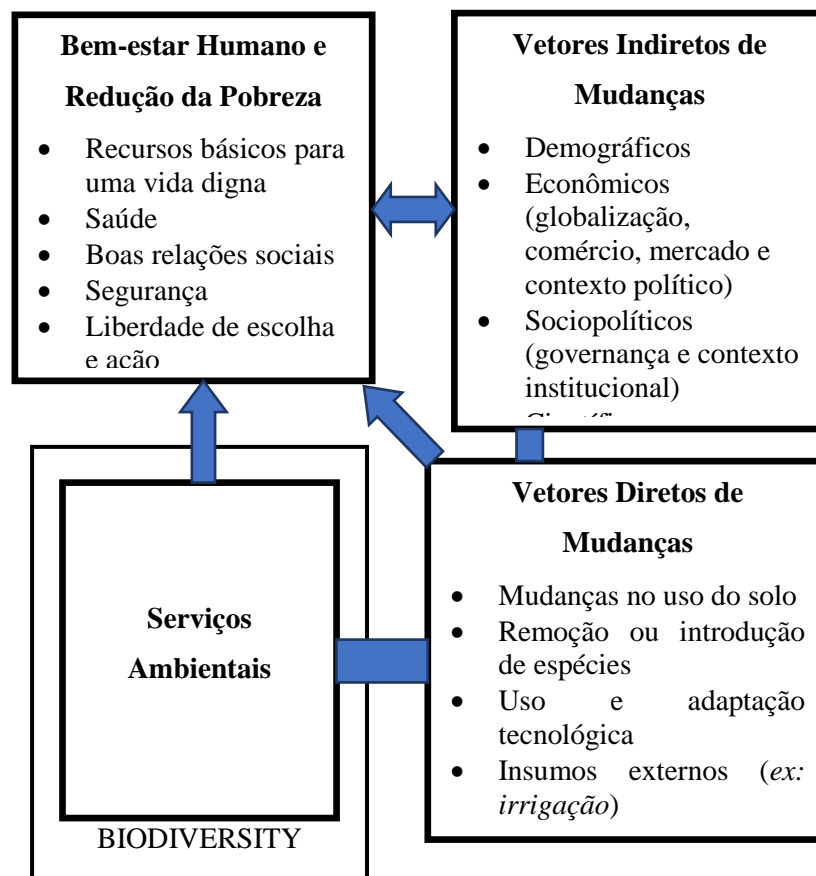 Bem-estar Humano e
Redução da Pobreza
• Recursos básicos para
uma vida digna
• Saúde
• Boas relações sociais
• Segurança
• Liberdade de escolha
e ação
Vetores Indiretos de
Mudanças
• Demográficos
• Econômicos
(globalização,
comércio, mercado e
contexto político)
• Sociopolíticos
(governança e contexto
institucional)
Serviços
Ambientais
BIODIVERSITY
Vetores Diretos de
Mudanças
• Mudanças no uso do solo
• Remoção ou introdução
de espécies
• Uso e adaptação
tecnológica
• Insumos externos (ex:
irrigação)